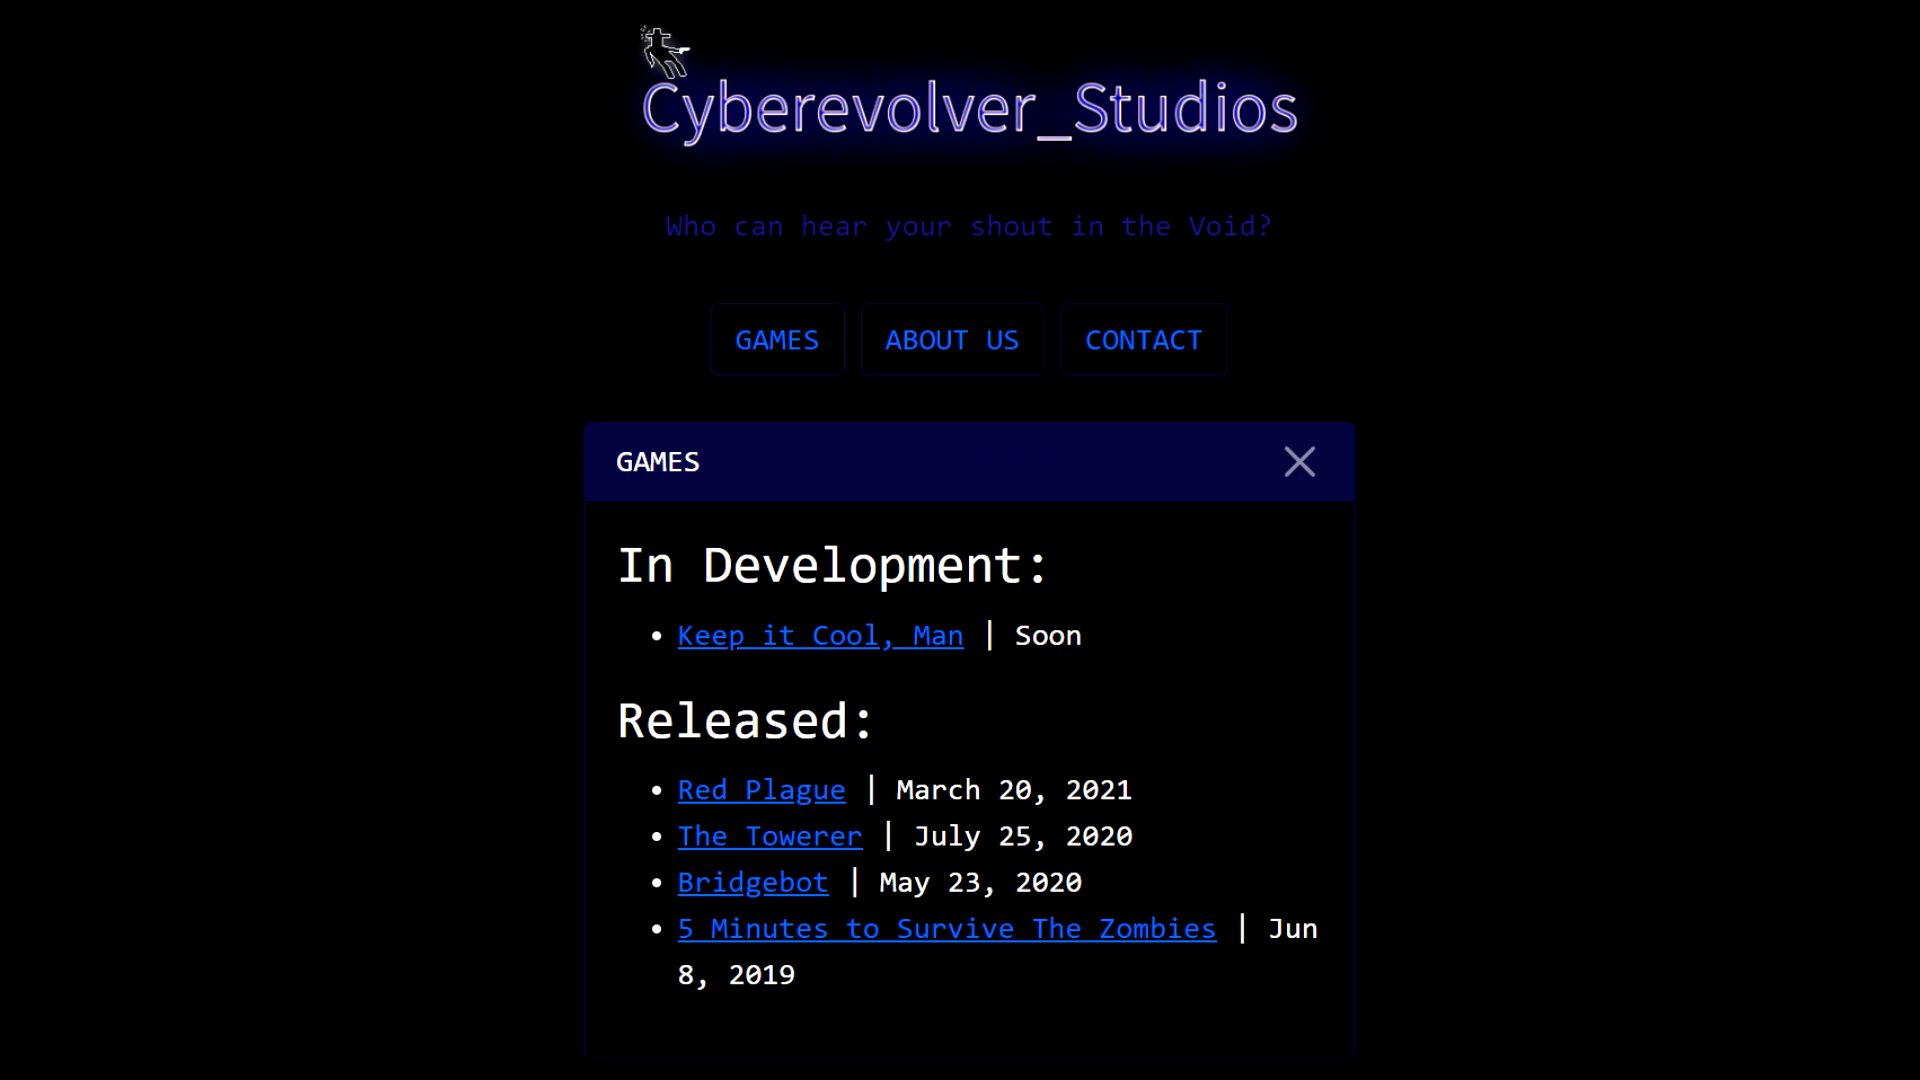 Cyberevolver_Studios
Who can hear your shout in the Void?
GAMES ABOUT US CONTACT
GAMES
In Development:
• Keep it Cool, Man | Soon
Released:
• Red Plague | March 20, 2021
• The Towerer | July 25, 2020
• Bridgebot | May 23, 2020
• 5 Minutes to Survive The Zombies | Jun
8, 2019